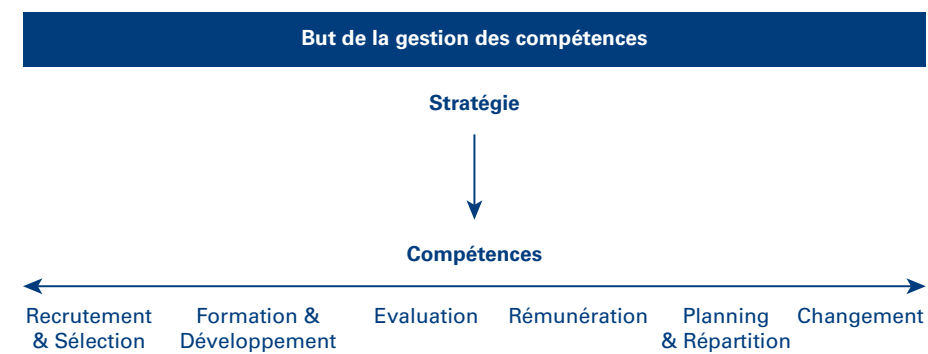 But de la gestion des compétences
Stratégie
Compétences
Recrutement
& Sélection
Formation &
Développement
Evaluation
Rémunération
Planning
& Répartition
Changement